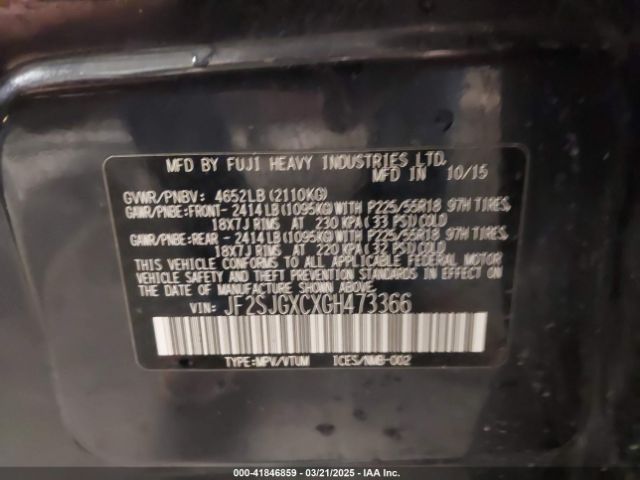 MFD BY FUJI HEAVY INDUSTRIES LTD.
MFD IN 10/15
GVWR/PNBV: 4652LB(2110KG)
GAWR/PNBE:FRONT-2414LB(1095KG)WITH P225/55R18 97H TIRES,
18X7J RIMS AT 230 KPA(33 PSI)COLD
GAWR/PNBE:REAR - 2414LB(1095KG)WITH P225/55R18 97H TIRES,
18X7J RIMS AT 220 KPA(32 PSI)COLD
THIS VEHICLE CONFORMS TO ALL APPLICABLE FEDERAL MOTOR
VEHICLE SAFETY AND THEFT PREVENTION STANDARDS IN
EFFECT ON THE DATE OF MANUFACTURE SHOWN ABOVE.
VIN: JF2SJGXCXGH473366
TYPE:MPV/VTUM ICES/NMB-002
000-41846859 — 03/21/2025 — IAA Inc.